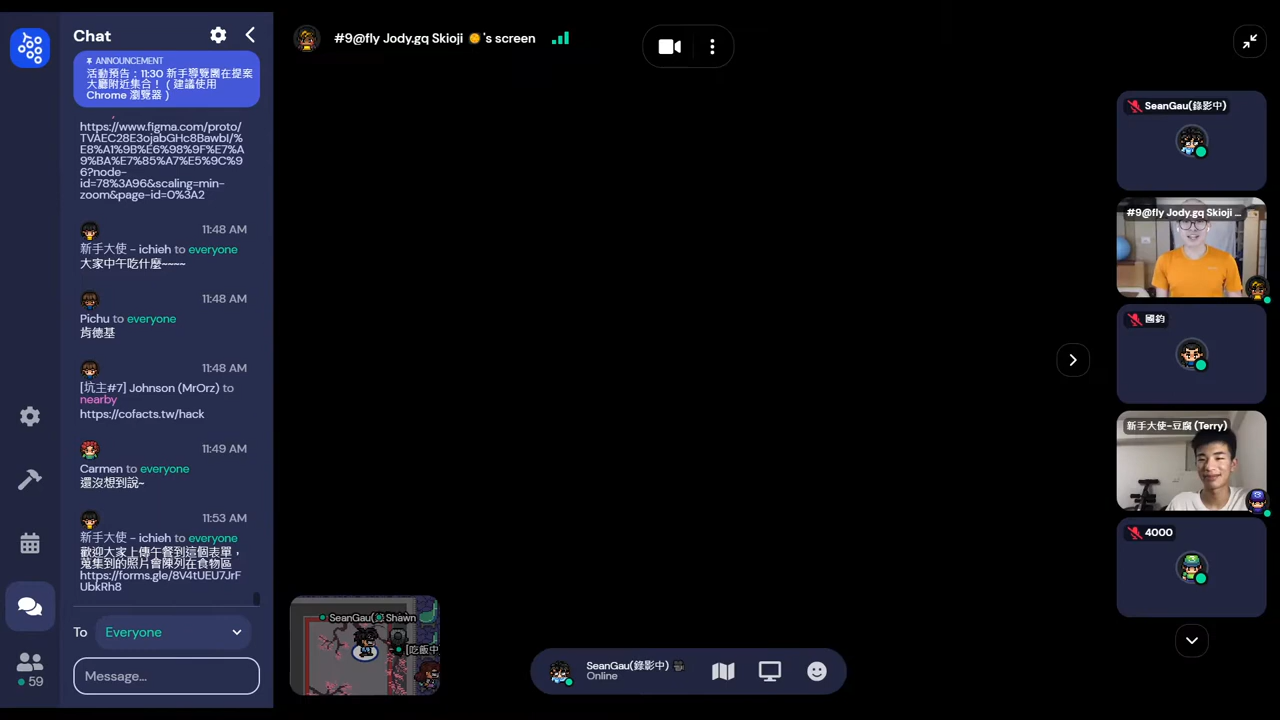 Chat
ANNOUNCEMENT
活動預告：11:30 新手導覽團在提案
大廳附近集合！（建議使用
Chrome 瀏覽器）
https://www.figma.com/proto/
TVAEC28E3ojabGHc8Bawbl/%
E8%A1%9B%E6%98%9F%E7%A
9%BA%E7%85%A7%E5%9C%9
6?node-
id=78%3A96&scaling=min-
zoom&page-id=0%3A2
11:48 AM
新手大使 - ichieh to everyone
大家中午吃什麼~~~~
11:48 AM
Pichu to everyone
肯德基
11:48 AM
[坑主#7] Johnson (MrOrz) to
nearby
https://cofacts.tw/hack
11:49 AM
Carmen to everyone
還沒想到說~
11:53 AM
新手大使 - ichieh to everyone
歡迎大家上傳午餐到這個表單，
蒐集到的照片會陳列在食物區
https://forms.gle/8V4tUEU7JrF
UbkRh8
To Everyone
Message...
59
#9@fly Jody.gq Skioji 's screen
SeanGau(錄影中)
#9@fly Jody.gq Skioji ...
國鈞
新手大使-豆腐 (Terry)
4000
SeanGau( Shawn
[吃飯中
SeanGau(錄影中)
Online